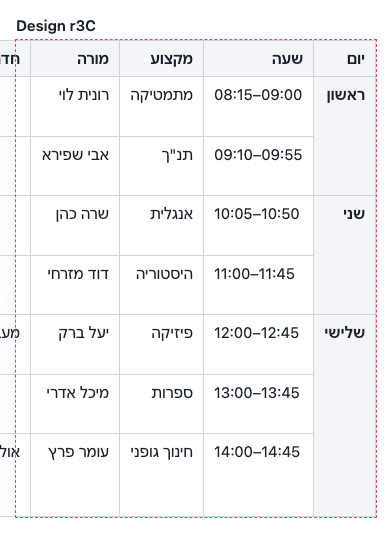 Design r3C
יום שעה מקצוע מורה
ראשון 08:15–09:00 מתמטיקה רונית לוי
09:10–09:55 תנ"ך אבי שפירא
שני 10:05–10:50 אנגלית שרה כהן
11:00–11:45 היסטוריה דוד מזרחי
שלישי 12:00–12:45 פיזיקה יעל ברק
13:00–13:45 ספרות מיכל אדרי
14:00–14:45 חינוך גופני עומר פרץ